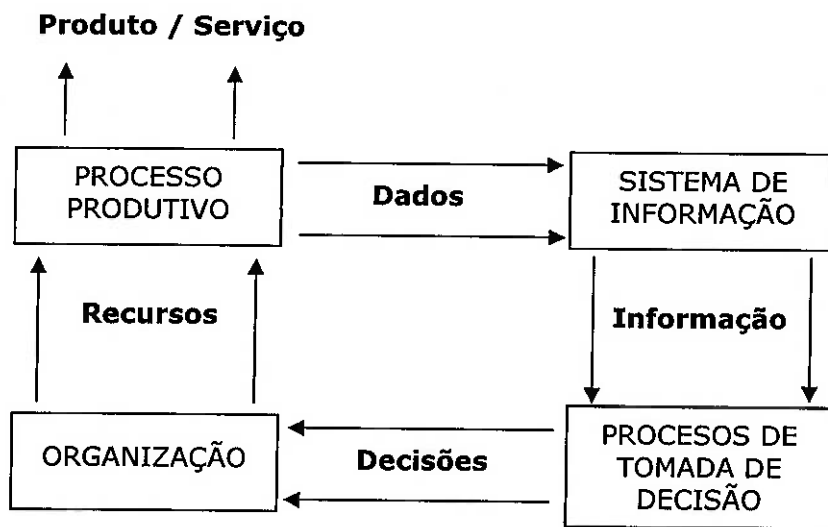 Produto / Serviço
PROCESSO
PRODUTIVO
Dados
SISTEMA DE
INFORMAÇÃO
Recursos
Informação
ORGANIZAÇÃO
Decisões
PROCESOS DE
TOMADA DE
DECISÃO